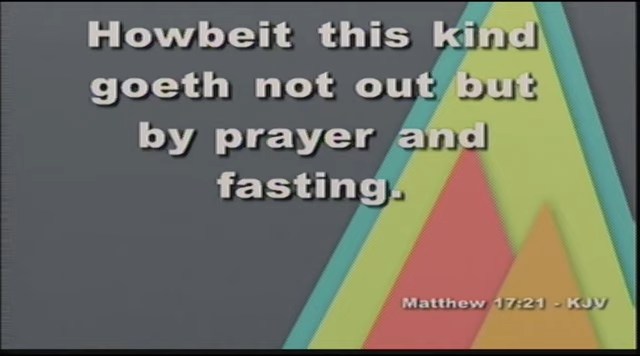 Howbeit this kind
goeth not out but
by prayer and
fasting.
Matthew 17:21 - KJV